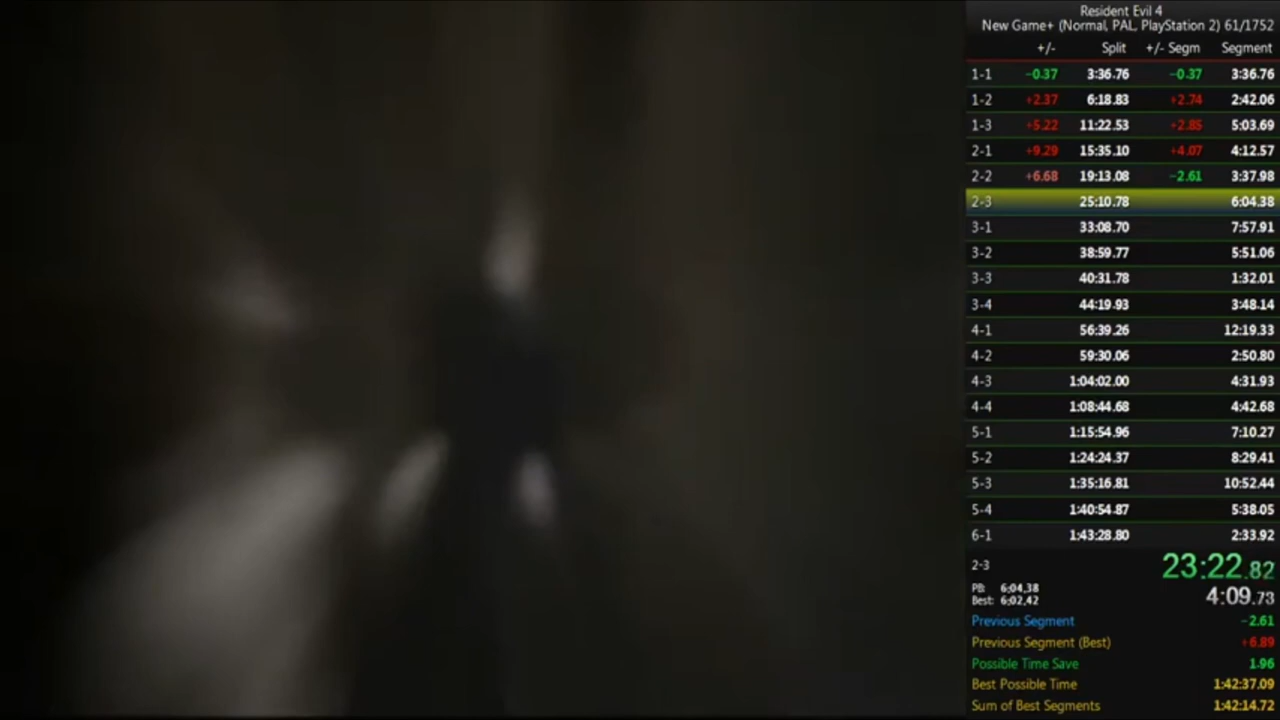 Resident Evil 4
New Game+ (Normal, PAL, PlayStation 2) 61/1752
+/- Split +/- Segm Segment
1-1 -0.37 3:36.76 -0.37 3:36.76
1-2 +2.37 6:18.83 +2.74 2:42.06
1-3 +5.22 11:22.53 +2.85 5:03.69
2-1 +9.29 15:35.10 +4.07 4:12.57
2-2 +6.68 19:13.08 -2.61 3:37.98
2-3 25:10.78 6:04.38
3-1 33:08.70 7:57.91
3-2 38:59.77 5:51.06
3-3 40:31.78 1:32.01
3-4 44:19.93 3:48.14
4-1 56:39.26 12:19.33
4-2 59:30.06 2:50.80
4-3 1:04:02.00 4:31.93
4-4 1:08:44.68 4:42.68
5-1 1:15:54.96 7:10.27
5-2 1:24:24.37 8:29.41
5-3 1:35:16.81 10:52.44
5-4 1:40:54.87 5:38.05
6-1 1:43:28.80 2:33.92
2-3 23:22.82
PB: 6:04.38
Best: 6:02.42 4:09.73
Previous Segment -2.61
Previous Segment (Best) +6.89
Possible Time Save 1.96
Best Possible Time 1:42:37.09
Sum of Best Segments 1:42:14.72